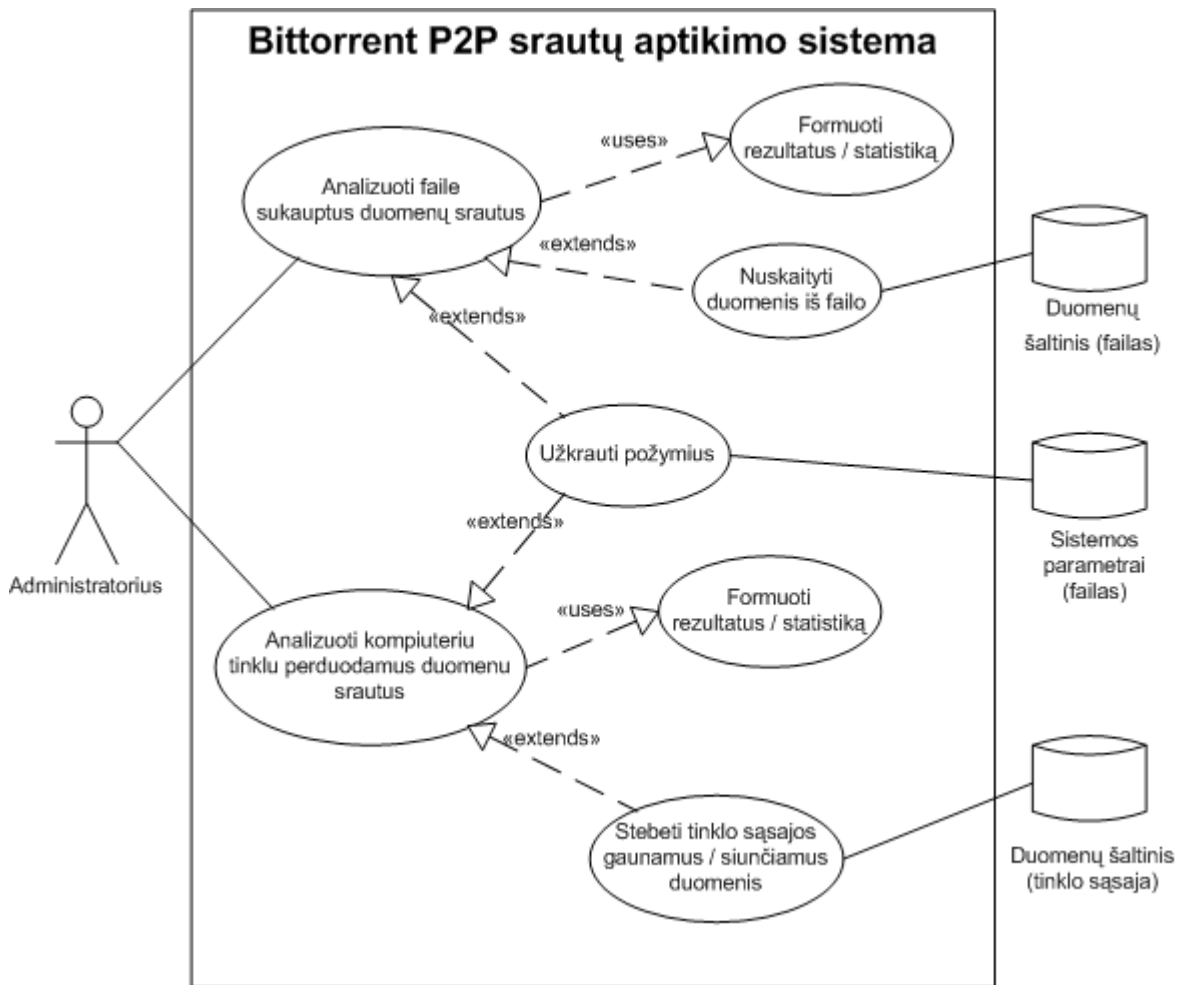 Bittorrent P2P srautų aptikimo sistema
«uses»
Formuoti
rezultatus / statistiką
Analizuoti faile
sukauptus duomenų srautus
«extends»
Nuskaityti
duomenis iš failo
Duomenų
šaltinis (failas)
«extends»
Užkrauti požymius
Sistemos
parametrai
(failas)
Administratorius
«extends»
«uses»
Formuoti
rezultatus / statistiką
Analizuoti kompiuteriu
tinklu perduodamus duomenu
srautus
«extends»
Stebeti tinklo sąsajos
gaunamus / siunčiamus
duomenis
Duomenų šaltinis
(tinklo sąsaja)